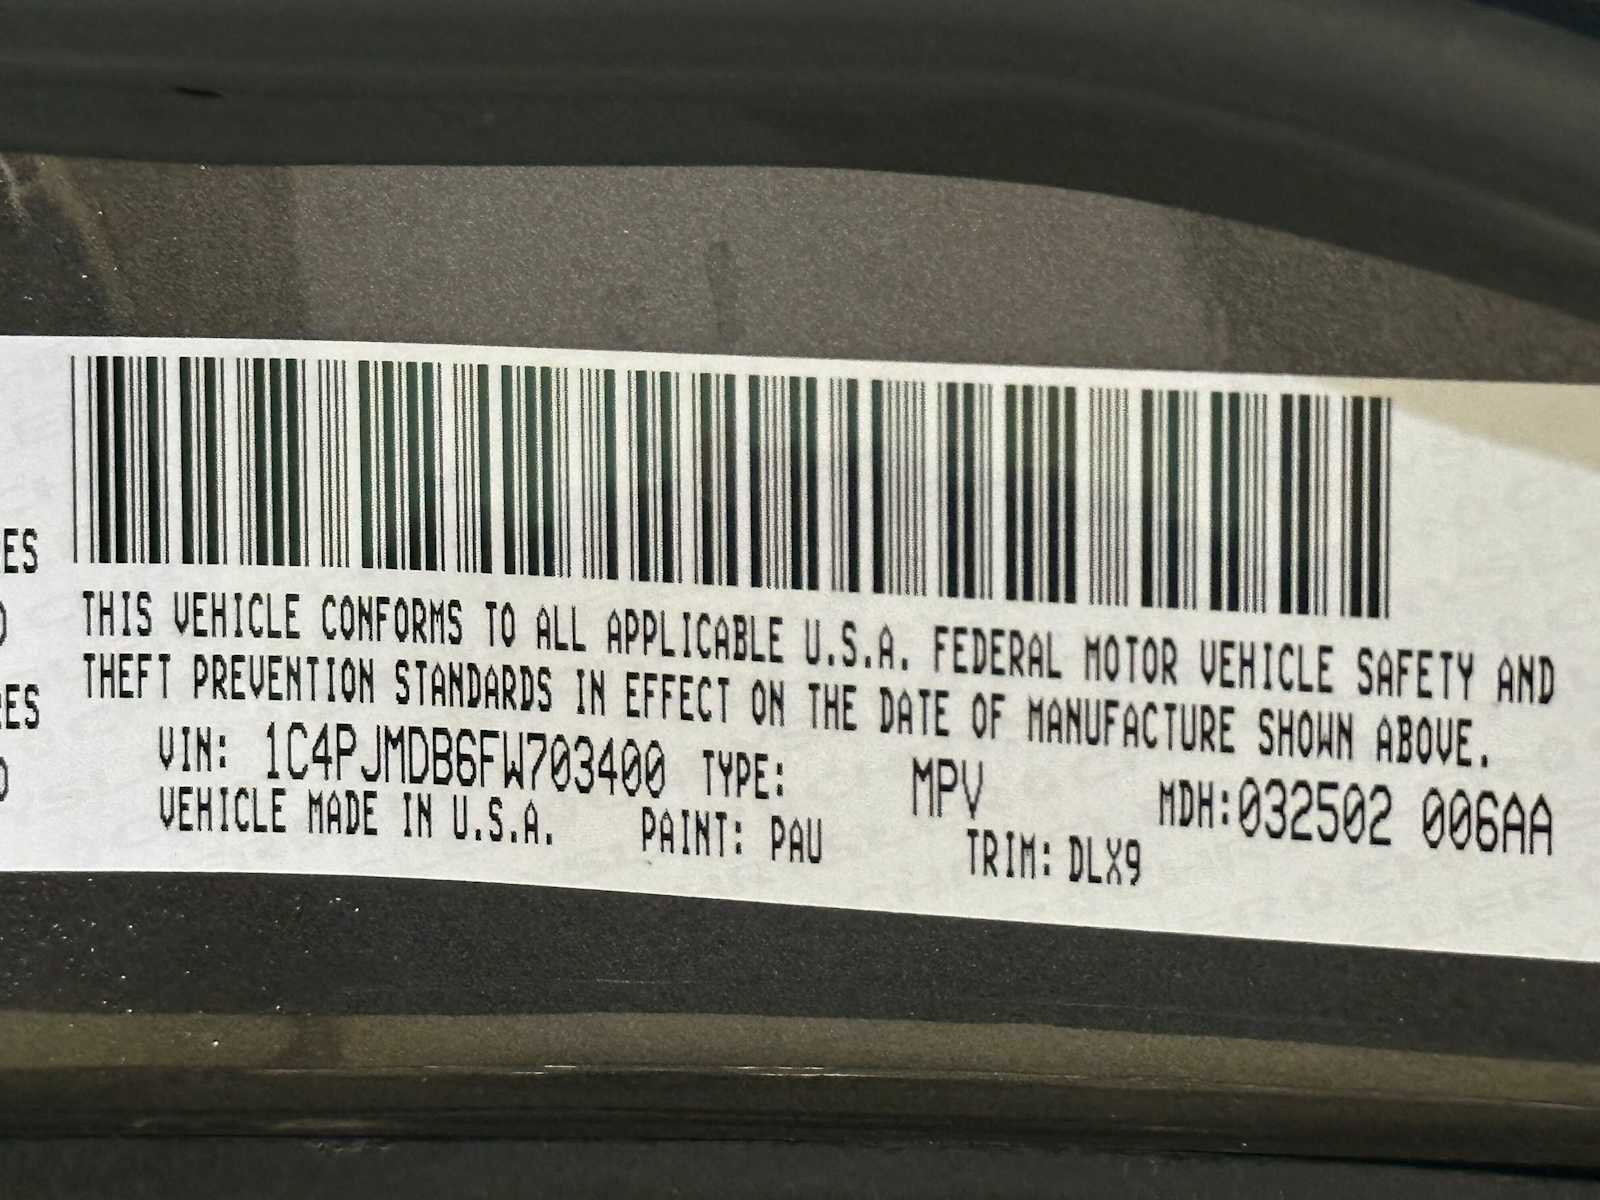 THIS VEHICLE CONFORMS TO ALL APPLICABLE U.S.A. FEDERAL MOTOR VEHICLE SAFETY AND
THEFT PREVENTION STANDARDS IN EFFECT ON THE DATE OF MANUFACTURE SHOWN ABOVE.
VIN: 1C4PJMDB6FW703400 TYPE: MPV MDH:032502 006AA
VEHICLE MADE IN U.S.A. PAINT: PAU TRIM: DLX9